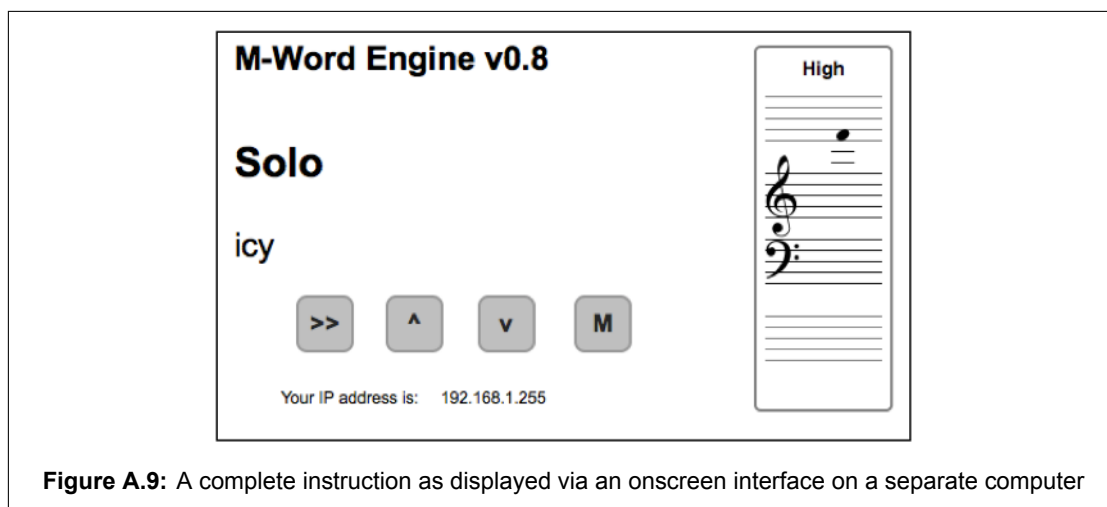 M-Word Engine v0.8
High
Solo
icy
>> ^ v M
Your IP address is: 192.168.1.255
Figure A.9: A complete instruction as displayed via an onscreen interface on a separate computer